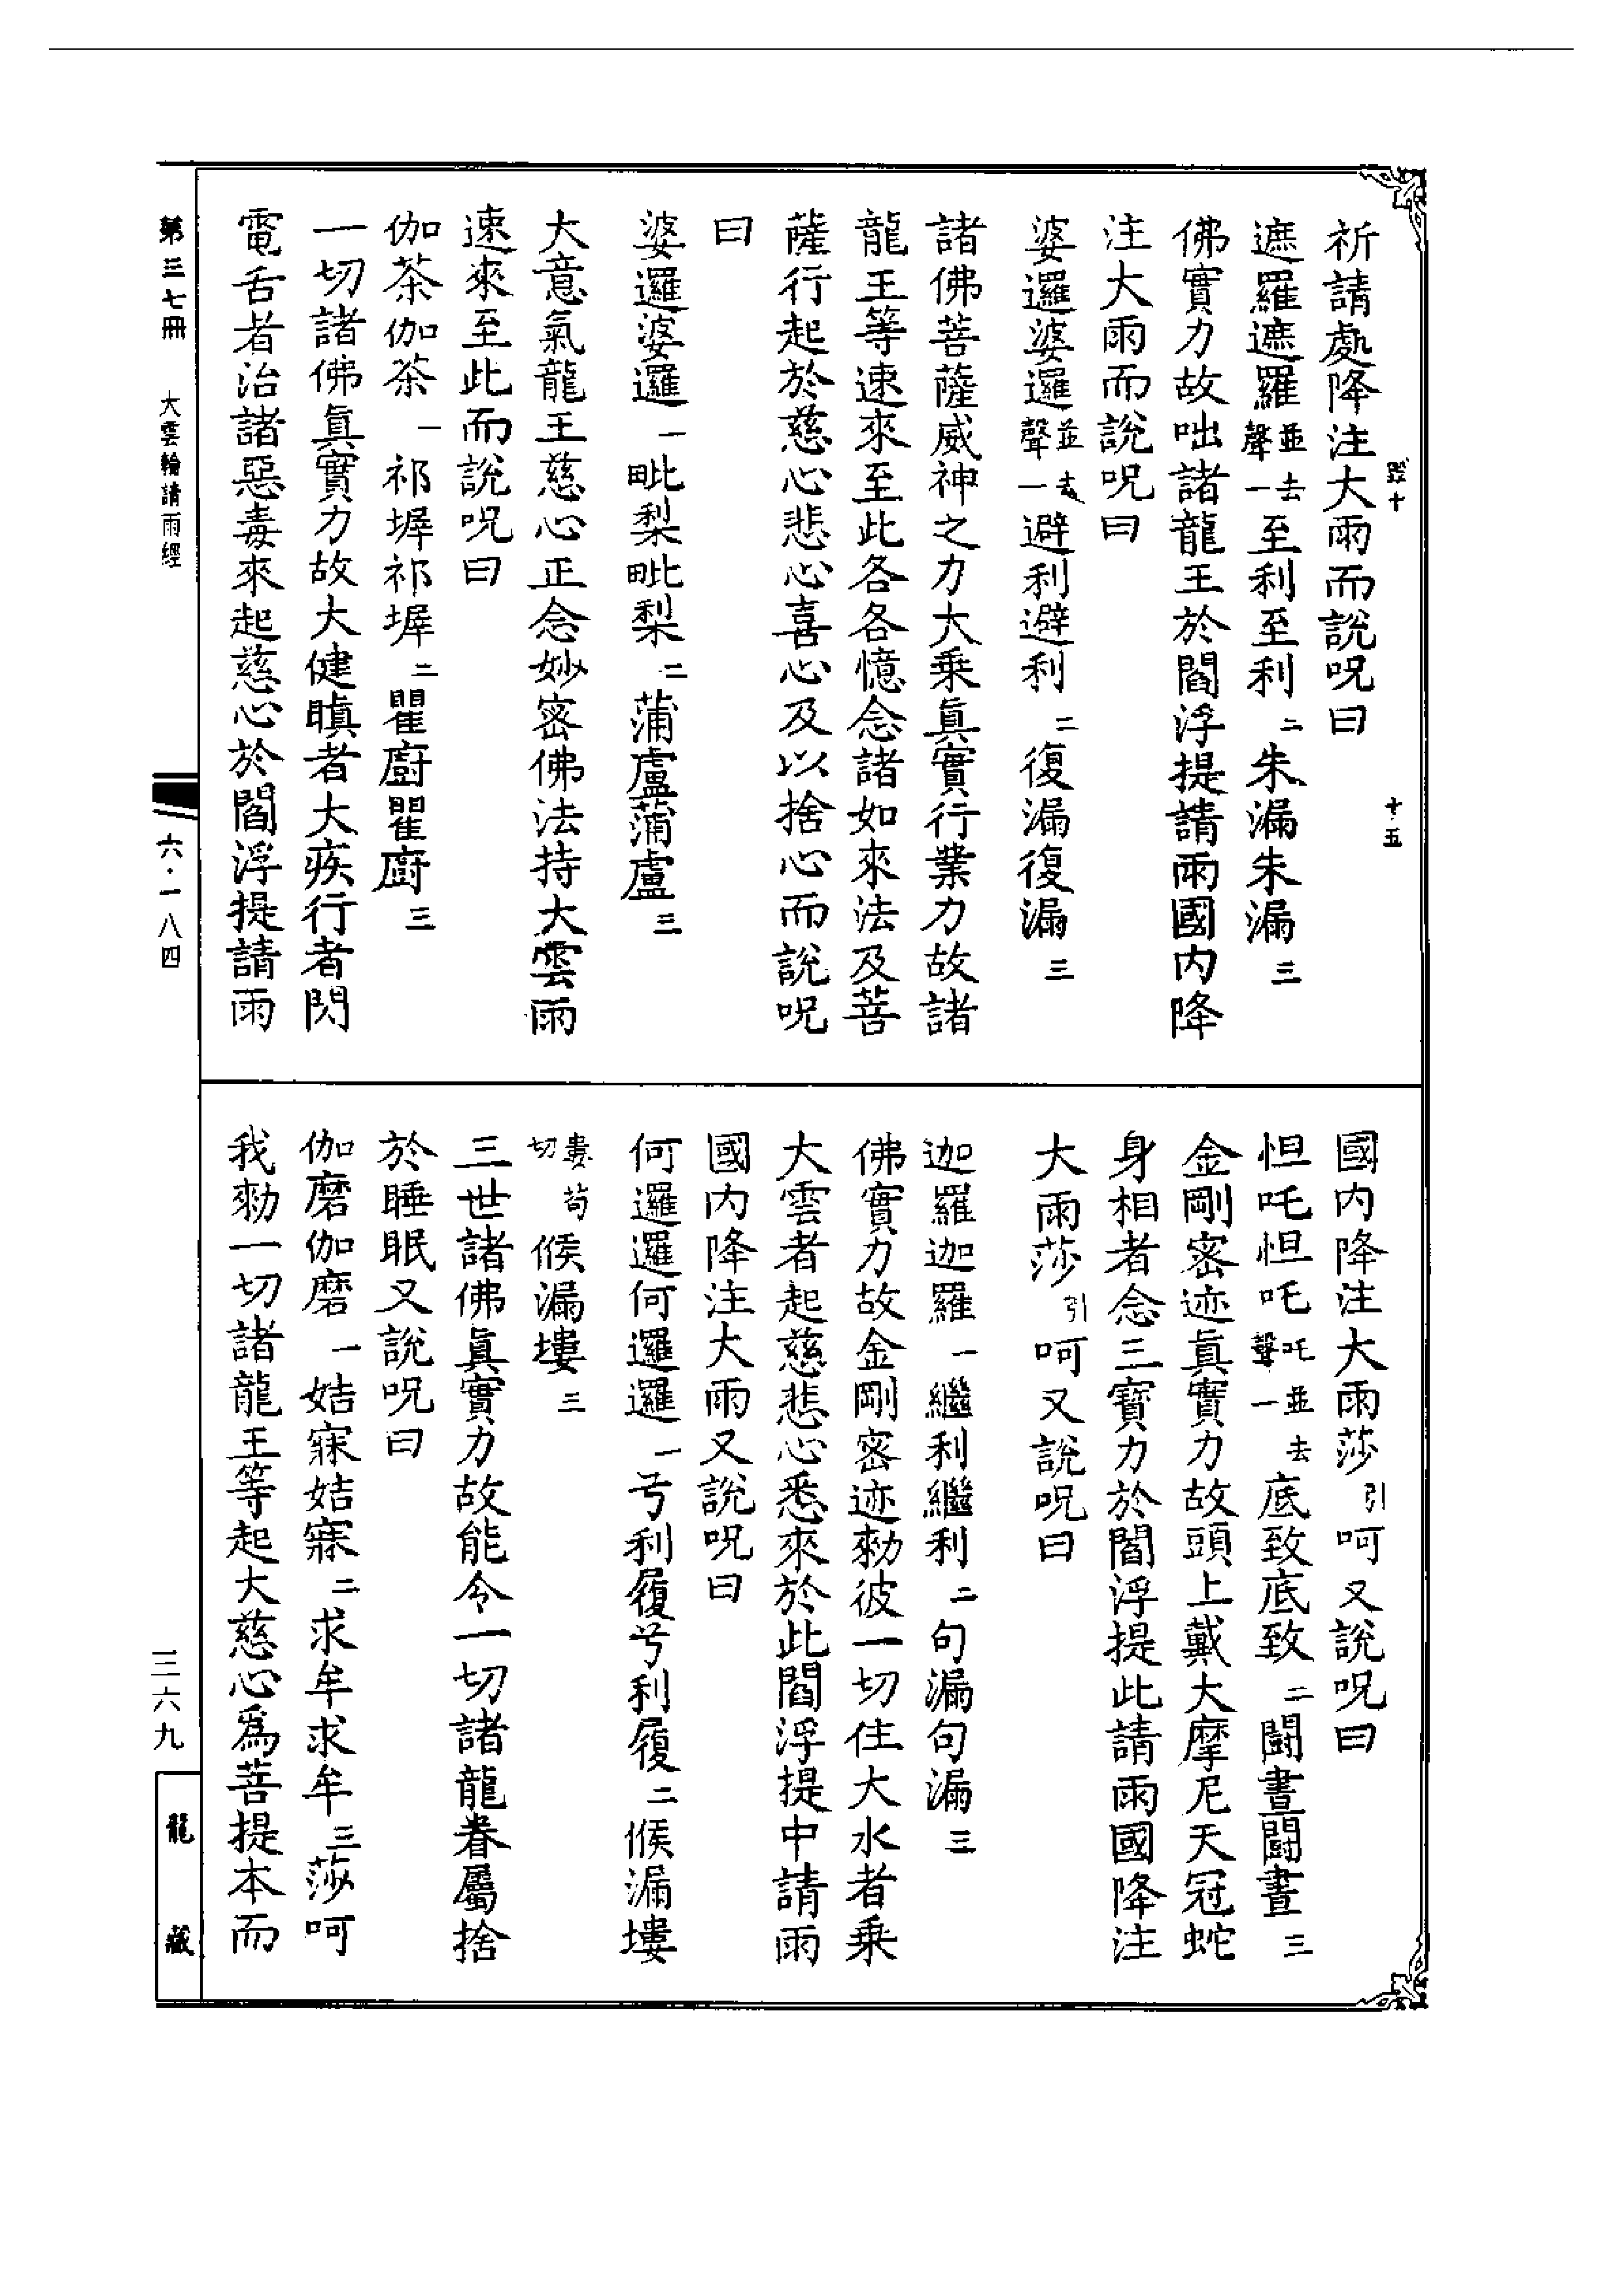 祈請處降注大雨而說呪曰
遮羅遮羅並去聲一至利至利二朱漏朱漏三
佛實力故咄諸龍王於閻浮提請雨國內降
注大雨而說呪曰
婆邏婆邏並去聲一避利避利二復漏復漏三
諸佛菩薩威神之力大乘真實行業力故諸
龍王等速來至此各各憶念諸如來法及菩
薩行起於慈心悲心喜心及以捨心而說呪
曰
婆邏婆邏一毗梨毗梨二蒲盧蒲盧三
大意氣龍王慈心正念妙密佛法持大雲雨
速來至此而說呪曰
伽茶伽茶一祁墀祁墀二瞿廚瞿廚三
一切諸佛真實力故大健瞋者大疾行者閃
電舌者治諸惡毒來起慈心於閻浮提請雨
國內降注大雨莎引呵又說呪曰
怛吒怛吒吒並去聲一底致底致二鬪晝鬪晝三
金剛密迹真實力故頭上戴大摩尼天冠蛇
身相者念三寶力於閻浮提此請雨國降注
大雨莎引呵又說呪曰
迦羅迦羅一繼利繼利二句漏句漏三
佛實力故金剛密迹勑彼一切住大水者乘
大雲者起慈悲心悉來於此閻浮提中請雨
國內降注大雨又說呪曰
何邏邏何邏邏一兮利履兮利履二候漏塿
婁苟切候漏塿三
三世諸佛真實力故能令一切諸龍眷屬捨
於睡眠又說呪曰
伽磨伽磨一姞寐姞寐二求牟求牟三莎呵
我勑一切諸龍王等起大慈心為菩提本而
十五
第三七冊 大雲輪請雨經
六·一八四
三六九
龍藏